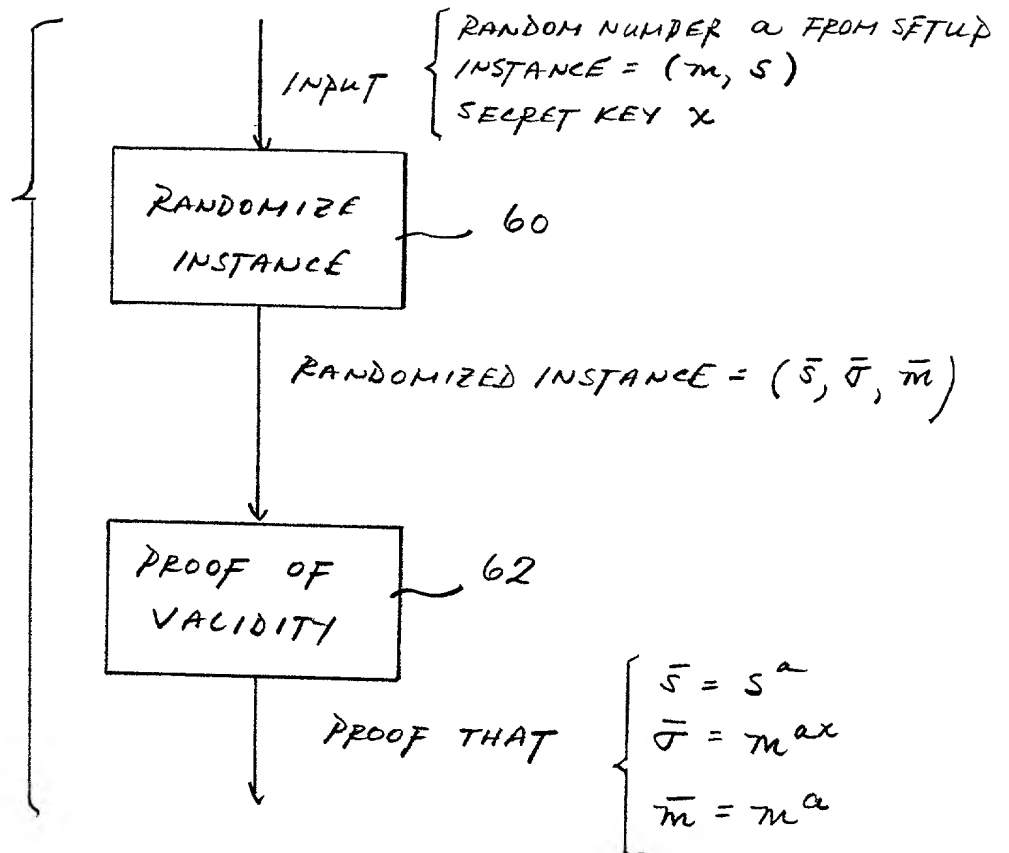 INPUT
RANDOM NUMBER a FROM SETUP
INSTANCE = (m, s)
SECRET KEY x
RANDOMIZE
INSTANCE
60
RANDOMIZED INSTANCE = (s̄, σ̄, m̄)
PROOF OF
VALIDITY
62
PROOF THAT
s̄ = s^a
σ̄ = m^ax
m̄ = m^a